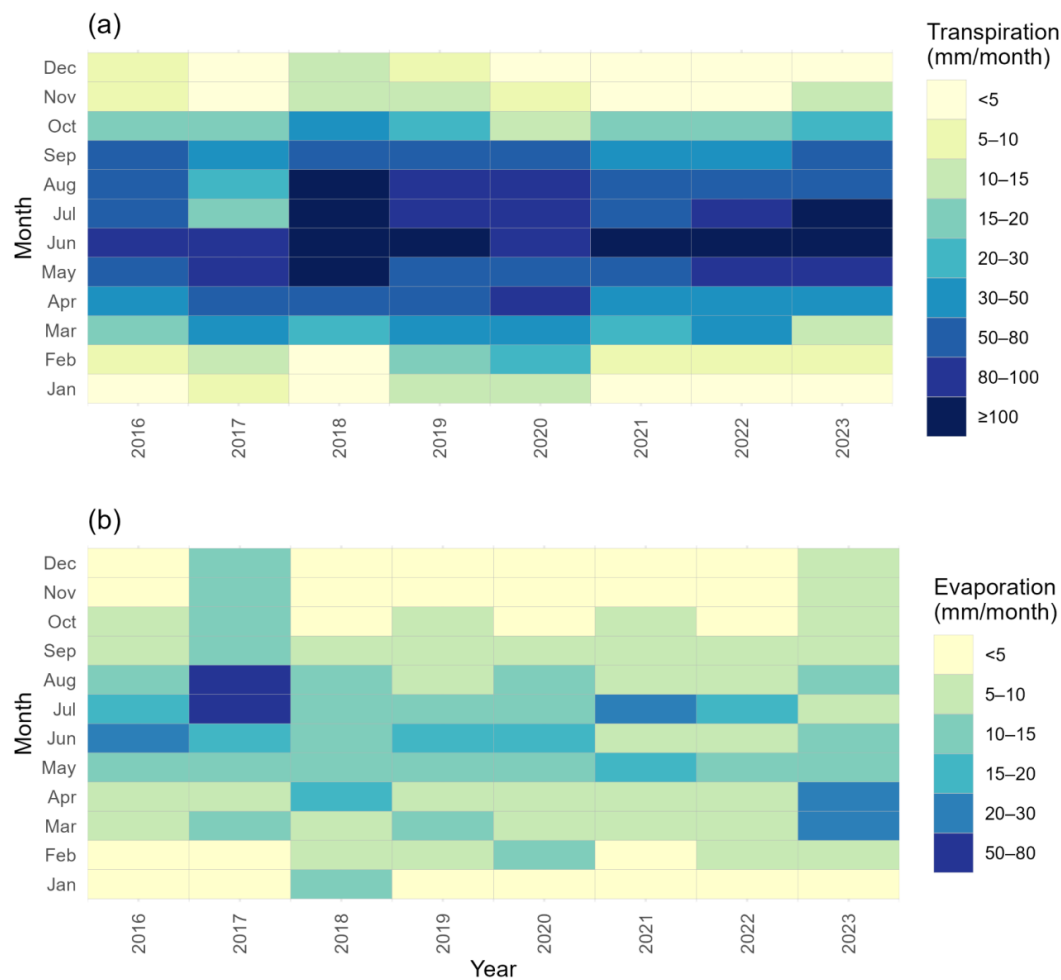 (a)
Transpiration
(mm/month)
Dec
Nov
Oct
Sep
Aug
Jul
Jun
May
Apr
Mar
Feb
Jan
Month
<5
5–10
10–15
15–20
20–30
30–50
50–80
80–100
≥100
2016
2017
2018
2019
2020
2021
2022
2023
(b)
Evaporation
(mm/month)
Dec
Nov
Oct
Sep
Aug
Jul
Jun
May
Apr
Mar
Feb
Jan
Month
<5
5–10
10–15
15–20
20–30
50–80
2016
2017
2018
2019
2020
2021
2022
2023
Year